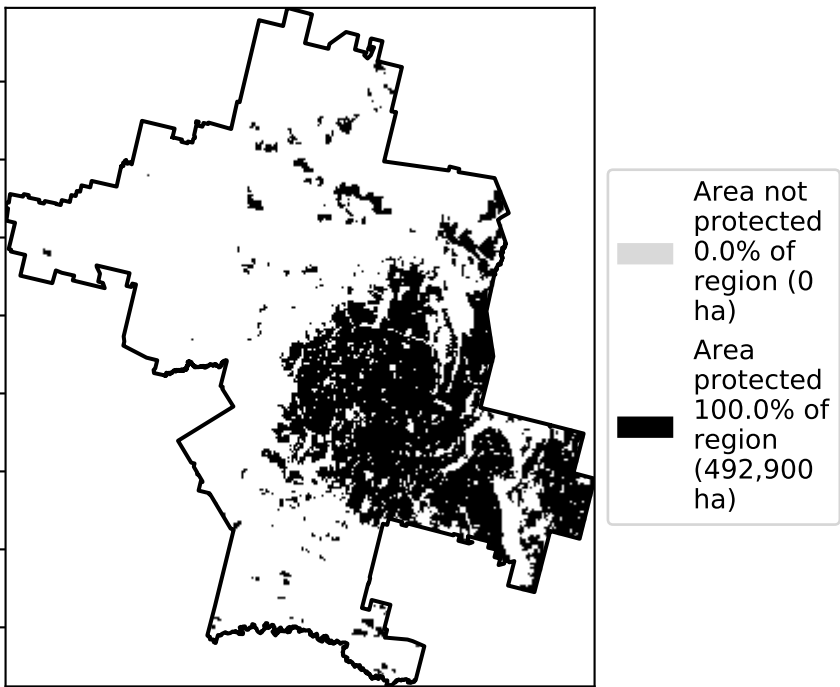 Area not
protected
0.0% of
region (0
ha)
Area
protected
100.0% of
region
(492,900
ha)